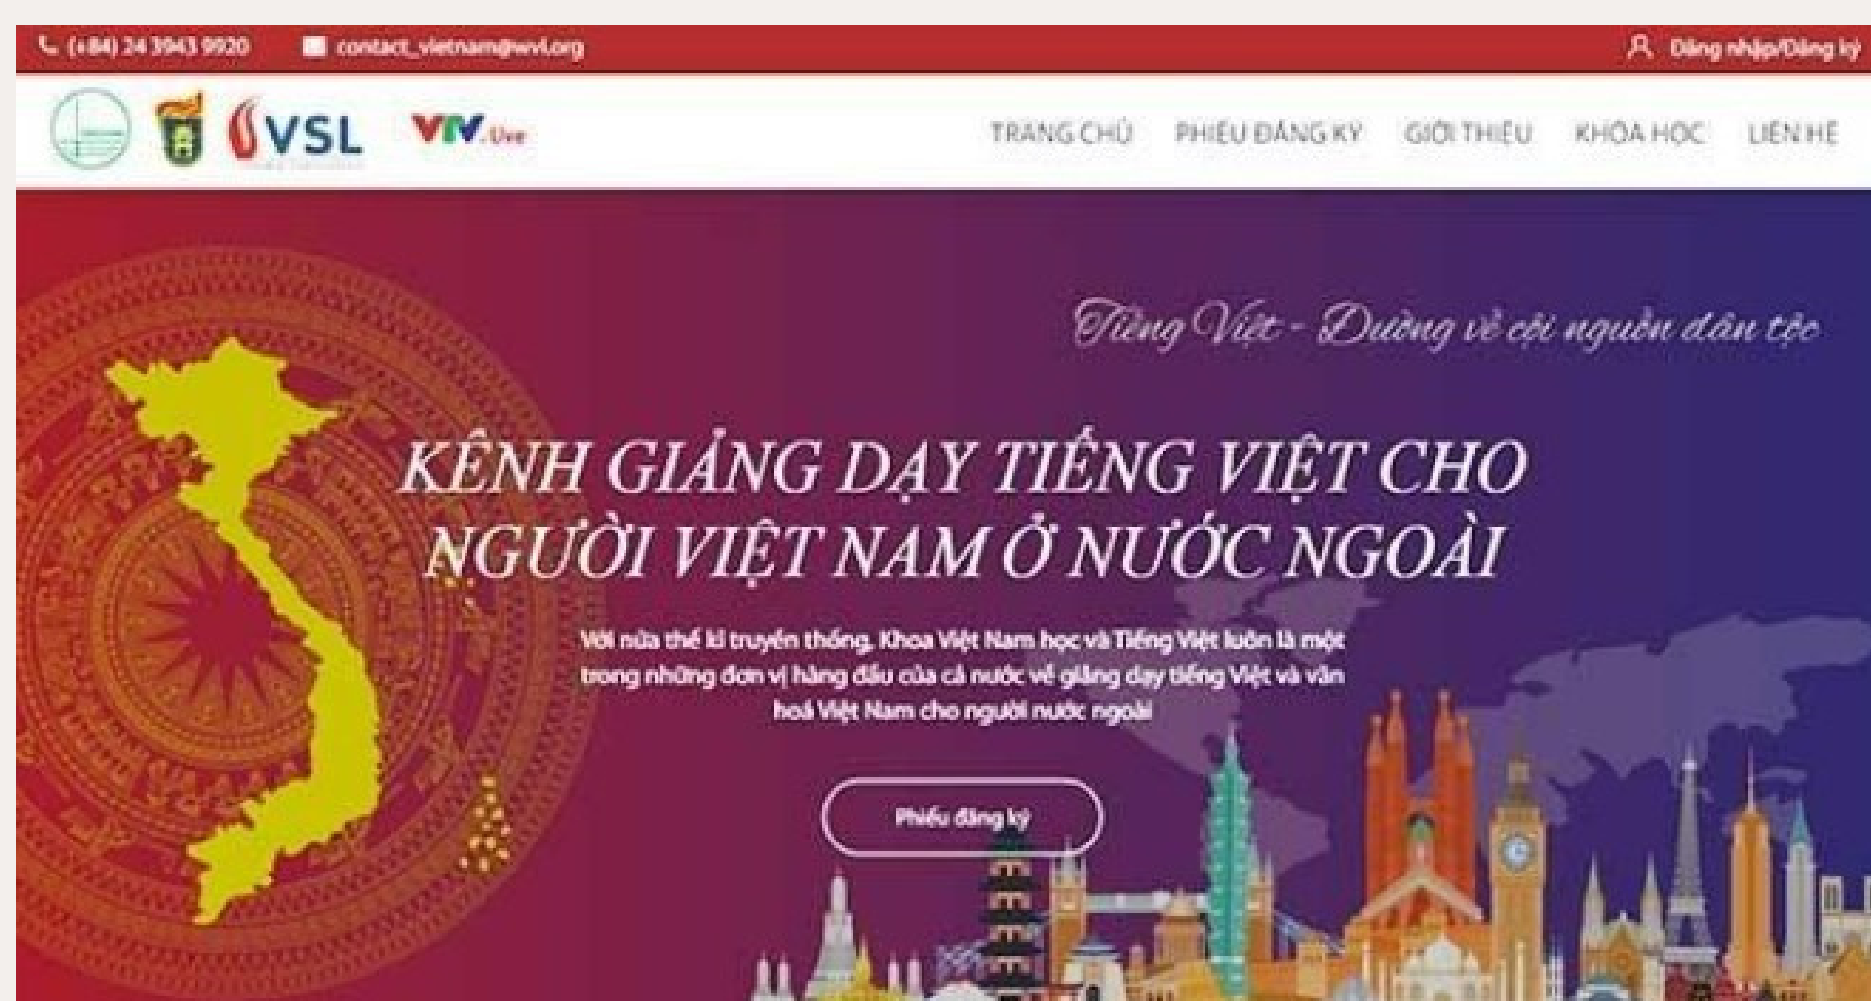 (+84) 24 3943 9920 contact_vietnam@wvl.org Đăng nhập/Đăng ký
VSL VTV.Live TRANG CHỦ PHIẾU ĐĂNG KÝ GIỚI THIỆU KHÓA HỌC LIÊN HỆ
Tiếng Việt - Đường về cội nguồn dân tộc
KÊNH GIẢNG DẠY TIẾNG VIỆT CHO
NGƯỜI VIỆT NAM Ở NƯỚC NGOÀI
Với nửa thế kỉ truyền thống, Khoa Việt Nam học và Tiếng Việt luôn là một
trong những đơn vị hàng đầu của cả nước về giảng dạy tiếng Việt và văn
hoá Việt Nam cho người nước ngoài
Phiếu đăng ký